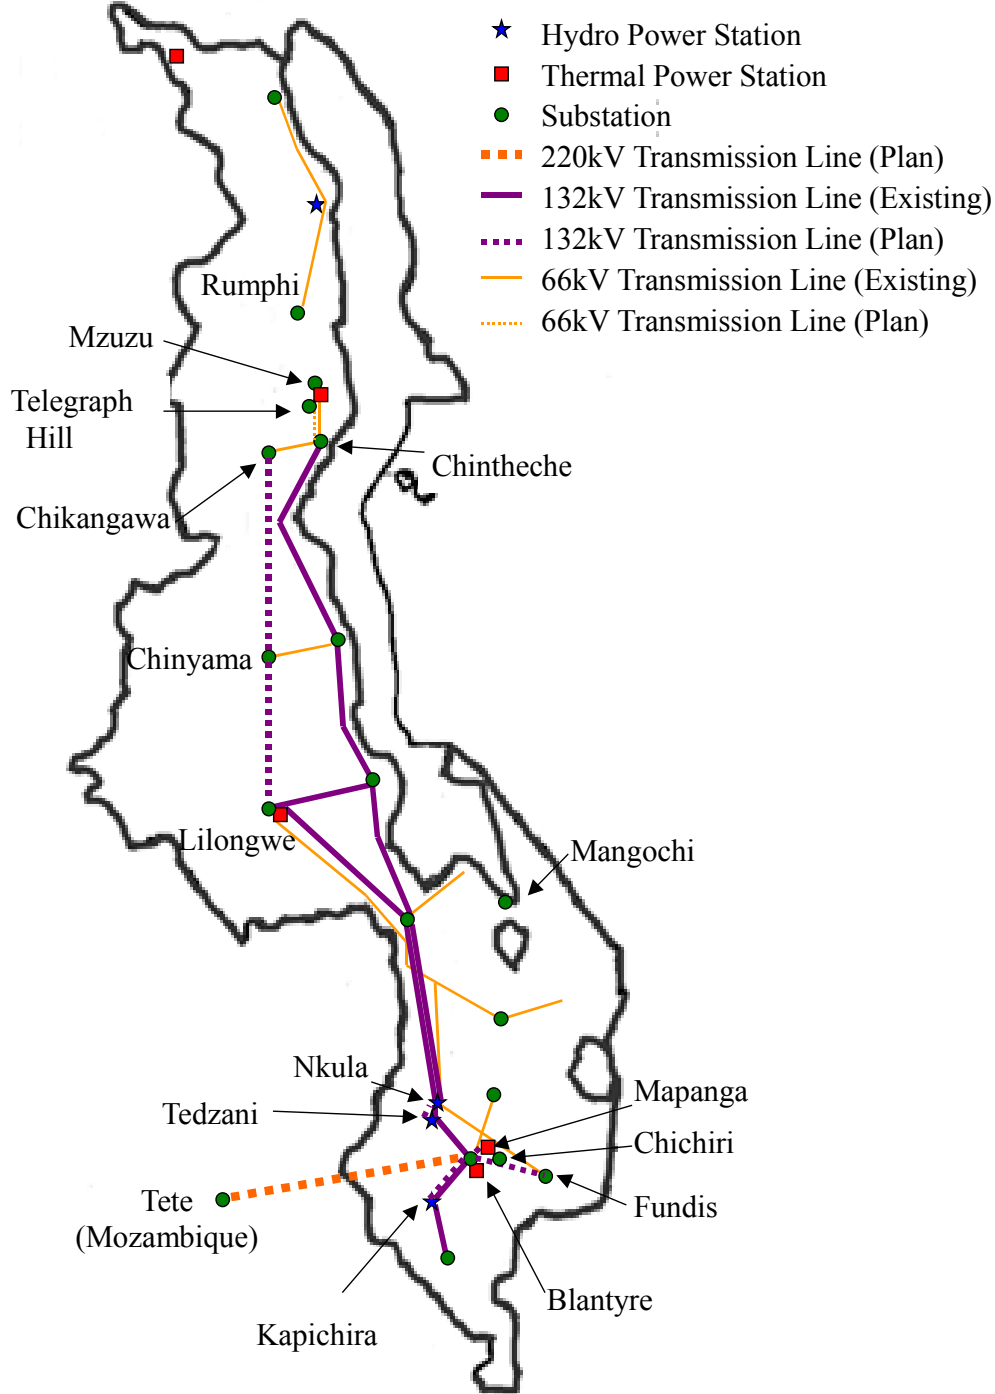 Hydro Power Station
Thermal Power Station
Substation
220kV Transmission Line (Plan)
132kV Transmission Line (Existing)
132kV Transmission Line (Plan)
66kV Transmission Line (Existing)
66kV Transmission Line (Plan)
Rumphi
Mzuzu
Telegraph
Hill
Chintheche
Chikangawa
Chinyama
Lilongwe
Mangochi
Nkula
Tedzani
Mapanga
Chichiri
Fundis
Tete
(Mozambique)
Blantyre
Kapichira